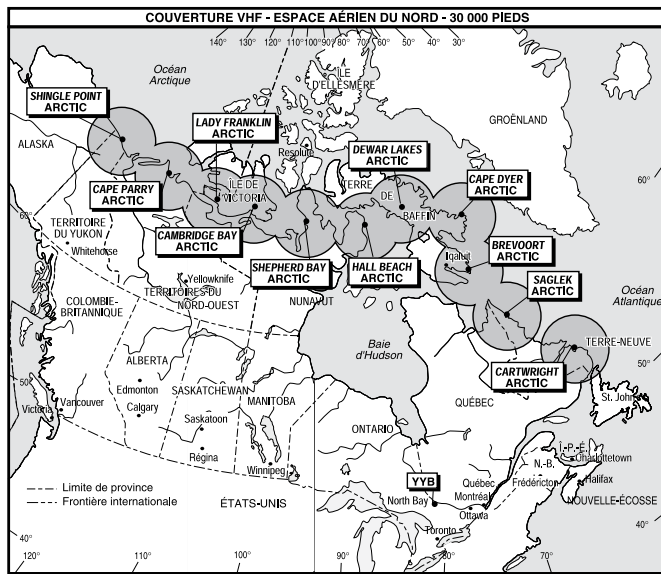 COUVERTURE VHF - ESPACE AÉRIEN DU NORD - 30 000 PIEDS
140° 130° 120° 110° 100° 90° 80° 70° 60° 50° 40° 30°
Océan
Arctique
ÎLE
D'ELLESMERE
SHINGLE POINT
ARCTIC
LADY FRANKLIN
ARCTIC
GROËNLAND
ALASKA
Resolute
DEWAR LAKES
ARCTIC
CAPE DYER
ARCTIC
CAPE PARRY
ARCTIC
ÎLE DE
VICTORIA
TERRE
DE
BAFFIN
60°
60°
TERRITOIRE
DU YUKON
Whitehorse
CAMBRIDGE BAY
ARCTIC
SHEPHERD BAY
ARCTIC
HALL BEACH
ARCTIC
Iqaluit
BREVOORT
ARCTIC
SAGLEK
ARCTIC
Yellowknife
TERRITOIRES DU
NORD-OUEST
NUNAVUT
Océan
Atlantique
COLOMBIE-
BRITANNIQUE
Baie
d'Hudson
TERRE-NEUVE
CARTWRIGHT
ARCTIC
ALBERTA
50°
50°
Edmonton
SASKATCHEWAN
MANITOBA
QUÉBEC
St. John's
Victoria
Vancouver
Calgary
Saskatoon
ONTARIO
Régina
Winnipeg
Î.-P.-É.
Charlottetown
N.-B.
Limite de province
Frontière internationale
YYB
North Bay
Québec
Montréal
Ottawa
Frédéricton
Halifax
NOUVELLE-ÉCOSSE
ÉTATS-UNIS
Toronto
40°
40°
120° 110° 100° 90° 80° 70°